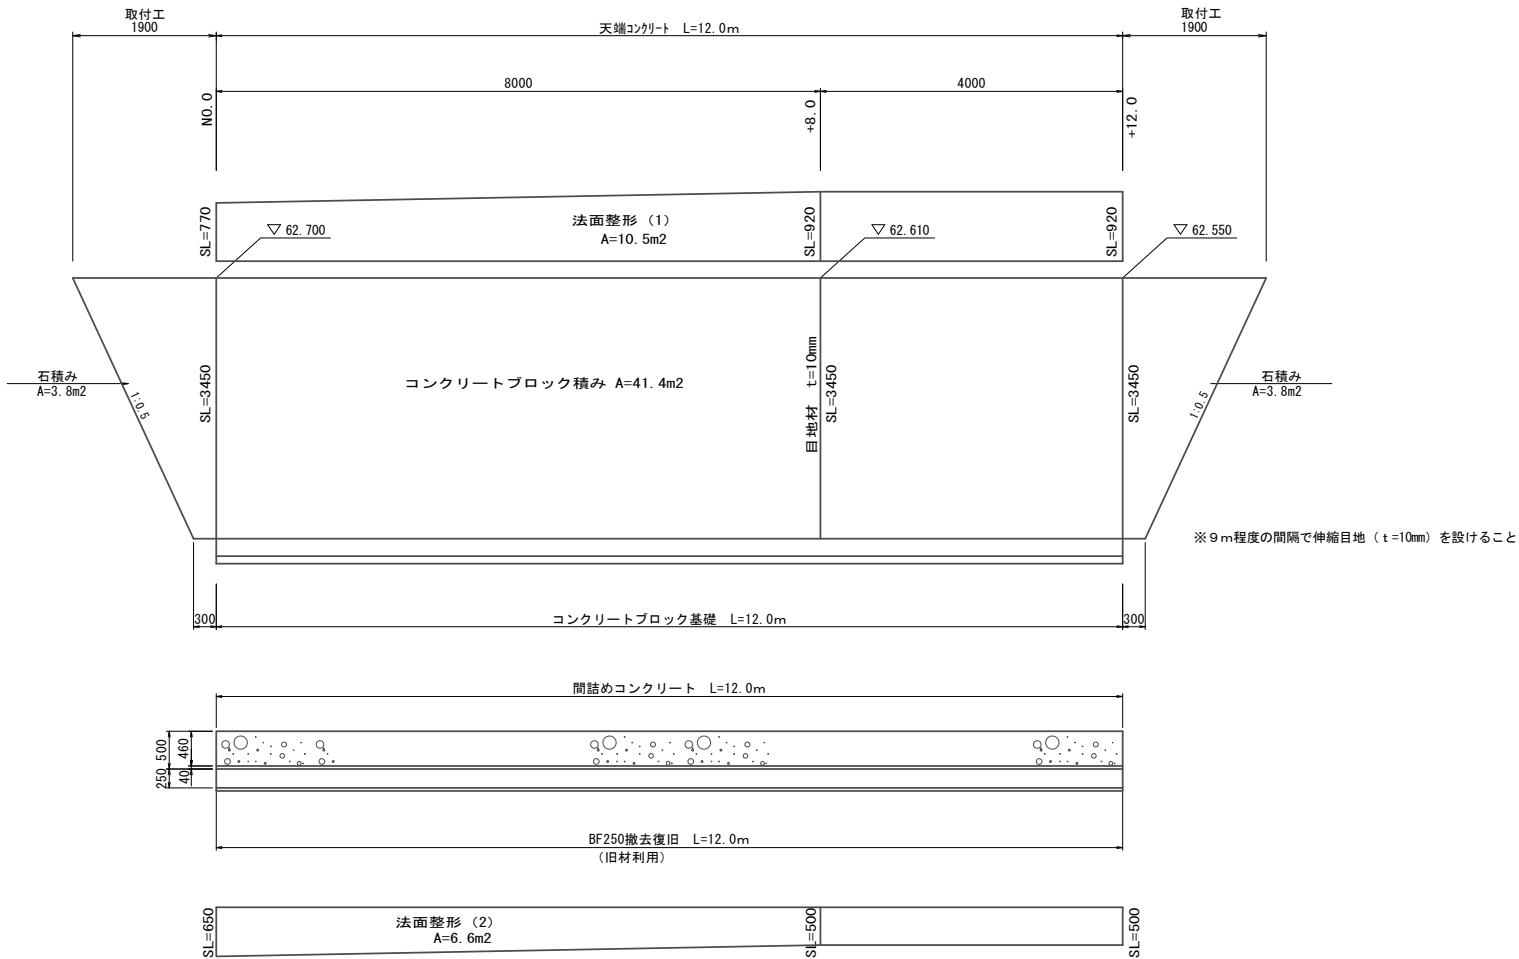 取付工
1900
天端ｺﾝｸﾘｰﾄ L=12.0m
取付工
1900
8000
4000
NO.0
+8.0
+12.0
SL=770
法面整形（1）
A=10.5m2
SL=920
SL=920
▽ 62.700
▽ 62.610
▽ 62.550
石積み
A=3.8m2
1:0.5
SL=3450
コンクリートブロック積み A=41.4m2
目地材 t=10mm
SL=3450
SL=3450
1:0.5
石積み
A=3.8m2
※９m程度の間隔で伸縮目地（ｔ=10mm）を設けること
300
コンクリートブロック基礎 L=12.0m
300
間詰めコンクリート L=12.0m
500
460
250
40
BF250撤去復旧 L=12.0m
（旧材利用）
SL=650
法面整形（2）
A=6.6m2
SL=500
SL=500